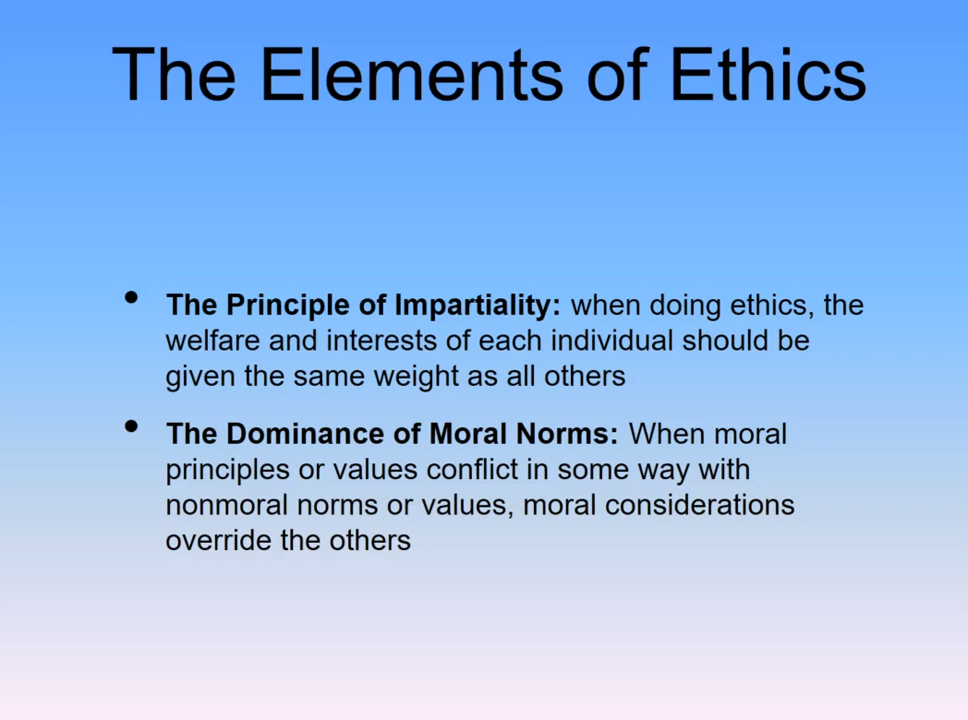 The Elements of Ethics
• The Principle of Impartiality: when doing ethics, the
welfare and interests of each individual should be
given the same weight as all others
• The Dominance of Moral Norms: When moral
principles or values conflict in some way with
nonmoral norms or values, moral considerations
override the others